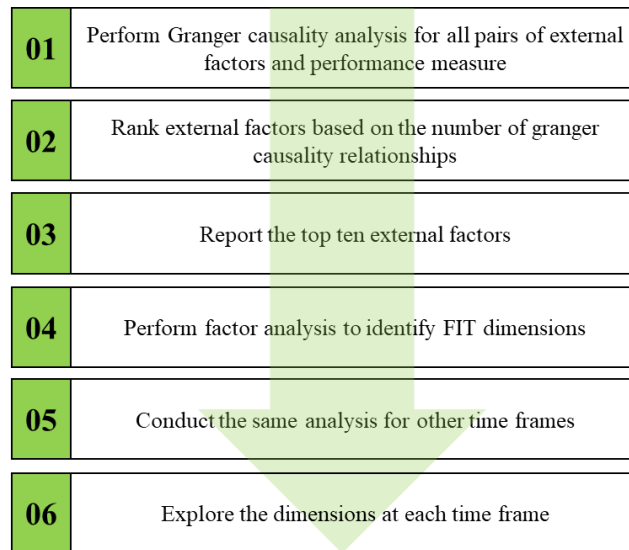 01
Perform Granger causality analysis for all pairs of external
factors and performance measure
02
Rank external factors based on the number of granger
causality relationships
03
Report the top ten external factors
04
Perform factor analysis to identify FIT dimensions
05
Conduct the same analysis for other time frames
06
Explore the dimensions at each time frame